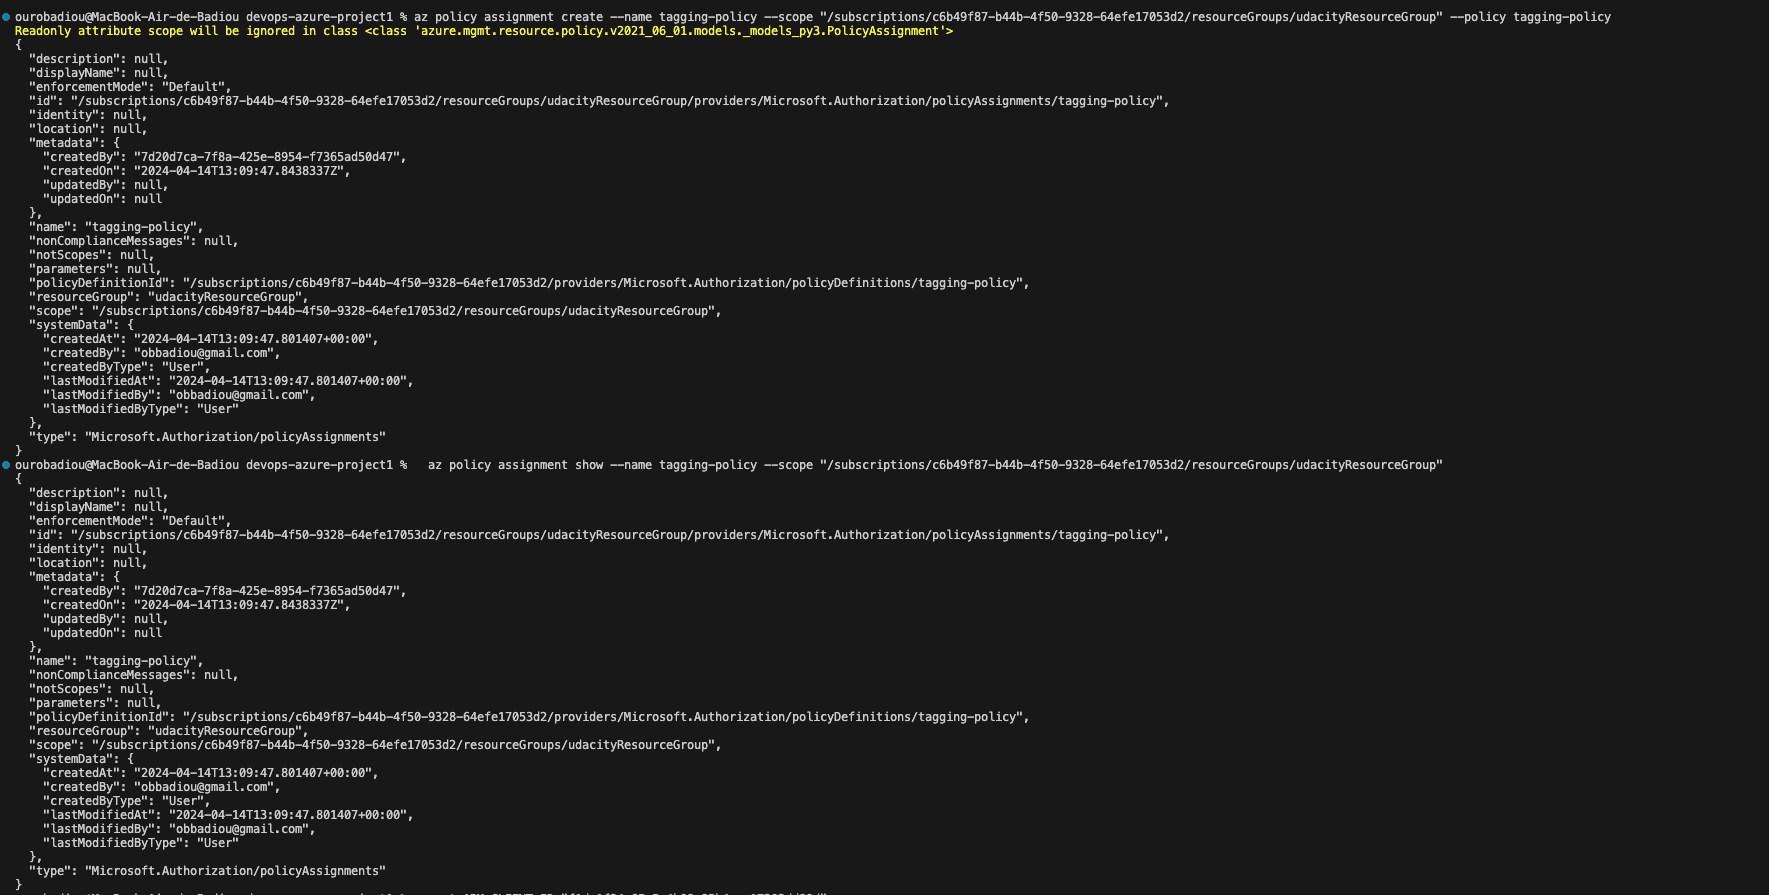 ourobadiou@MacBook-Air-de-Badiou devops-azure-project1 % az policy assignment create --name tagging-policy --scope "/subscriptions/c6b49f87-b44b-4f50-9328-64efe17053d2/resourceGroups/udacityResourceGroup" --policy tagging-policy
Readonly attribute scope will be ignored in class <class 'azure.mgmt.resource.policy.v2021_06_01.models._models_py3.PolicyAssignment'>
{
  "description": null,
  "displayName": null,
  "enforcementMode": "Default",
  "id": "/subscriptions/c6b49f87-b44b-4f50-9328-64efe17053d2/resourceGroups/udacityResourceGroup/providers/Microsoft.Authorization/policyAssignments/tagging-policy",
  "identity": null,
  "location": null,
  "metadata": {
    "createdBy": "7d20d7ca-7f8a-425e-8954-f7365ad50d47",
    "createdOn": "2024-04-14T13:09:47.8438337Z",
    "updatedBy": null,
    "updatedOn": null
  },
  "name": "tagging-policy",
  "nonComplianceMessages": null,
  "notScopes": null,
  "parameters": null,
  "policyDefinitionId": "/subscriptions/c6b49f87-b44b-4f50-9328-64efe17053d2/providers/Microsoft.Authorization/policyDefinitions/tagging-policy",
  "resourceGroup": "udacityResourceGroup",
  "scope": "/subscriptions/c6b49f87-b44b-4f50-9328-64efe17053d2/resourceGroups/udacityResourceGroup",
  "systemData": {
    "createdAt": "2024-04-14T13:09:47.801407+00:00",
    "createdBy": "obbadiou@gmail.com",
    "createdByType": "User",
    "lastModifiedAt": "2024-04-14T13:09:47.801407+00:00",
    "lastModifiedBy": "obbadiou@gmail.com",
    "lastModifiedByType": "User"
  },
  "type": "Microsoft.Authorization/policyAssignments"
}
ourobadiou@MacBook-Air-de-Badiou devops-azure-project1 %   az policy assignment show --name tagging-policy --scope "/subscriptions/c6b49f87-b44b-4f50-9328-64efe17053d2/resourceGroups/udacityResourceGroup"
{
  "description": null,
  "displayName": null,
  "enforcementMode": "Default",
  "id": "/subscriptions/c6b49f87-b44b-4f50-9328-64efe17053d2/resourceGroups/udacityResourceGroup/providers/Microsoft.Authorization/policyAssignments/tagging-policy",
  "identity": null,
  "location": null,
  "metadata": {
    "createdBy": "7d20d7ca-7f8a-425e-8954-f7365ad50d47",
    "createdOn": "2024-04-14T13:09:47.8438337Z",
    "updatedBy": null,
    "updatedOn": null
  },
  "name": "tagging-policy",
  "nonComplianceMessages": null,
  "notScopes": null,
  "parameters": null,
  "policyDefinitionId": "/subscriptions/c6b49f87-b44b-4f50-9328-64efe17053d2/providers/Microsoft.Authorization/policyDefinitions/tagging-policy",
  "resourceGroup": "udacityResourceGroup",
  "scope": "/subscriptions/c6b49f87-b44b-4f50-9328-64efe17053d2/resourceGroups/udacityResourceGroup",
  "systemData": {
    "createdAt": "2024-04-14T13:09:47.801407+00:00",
    "createdBy": "obbadiou@gmail.com",
    "createdByType": "User",
    "lastModifiedAt": "2024-04-14T13:09:47.801407+00:00",
    "lastModifiedBy": "obbadiou@gmail.com",
    "lastModifiedByType": "User"
  },
  "type": "Microsoft.Authorization/policyAssignments"
}